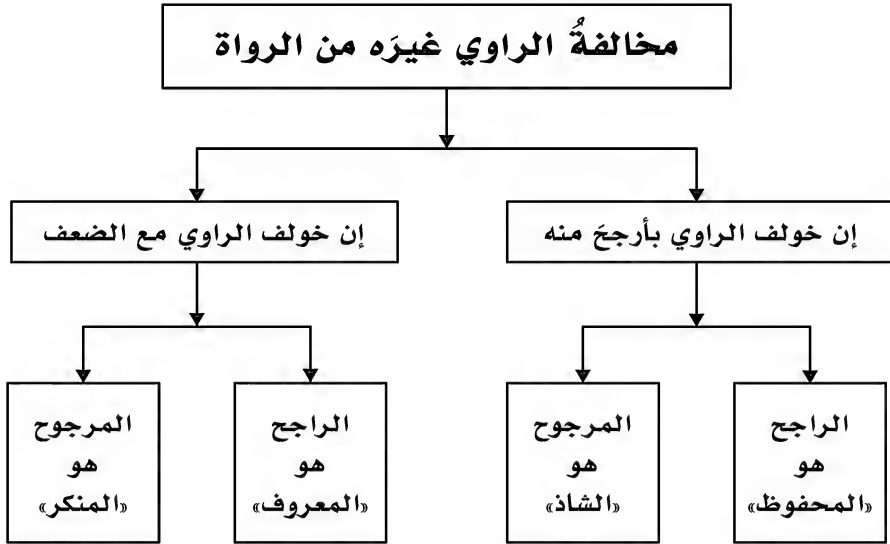 مخالفةُ الراوي غيرَه من الرواة
إن خولف الراوي بأرجحَ منه
إن خولف الراوي مع الضعف
الراجح
هو
«المحفوظ»
المرجوح
هو
«الشاذ»
الراجح
هو
«المعروف»
المرجوح
هو
«المنكر»